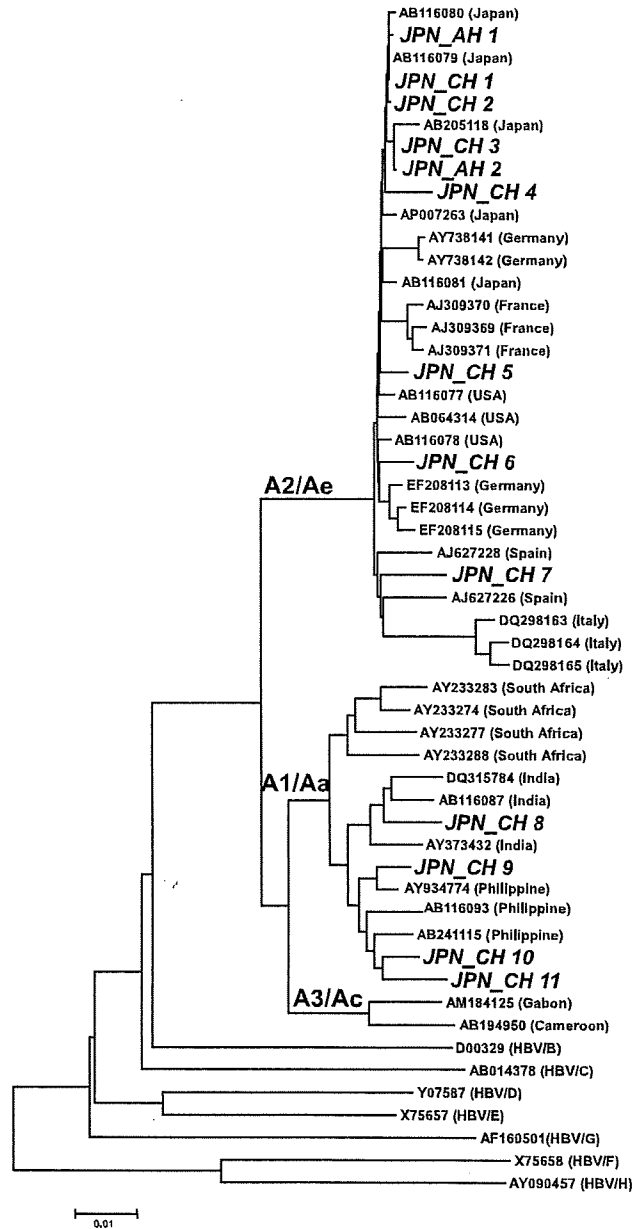 AB116080 (Japan)
JPN_AH 1
AB116079 (Japan)
JPN_CH 1
JPN_CH 2
AB205118 (Japan)
JPN_CH 3
JPN_AH 2
JPN_CH 4
AP007263 (Japan)
AY738141 (Germany)
AY738142 (Germany)
AB116081 (Japan)
AJ309370 (France)
AJ309369 (France)
AJ309371 (France)
JPN_CH 5
AB116077 (USA)
AB064314 (USA)
AB116078 (USA)
JPN_CH 6
A2/Ae
EF208113 (Germany)
EF208114 (Germany)
EF208115 (Germany)
AJ627228 (Spain)
JPN_CH 7
AJ627226 (Spain)
DQ298163 (Italy)
DQ298164 (Italy)
DQ298165 (Italy)
AY233283 (South Africa)
AY233274 (South Africa)
AY233277 (South Africa)
AY233288 (South Africa)
A1/Aa
DQ315784 (India)
AB116087 (India)
JPN_CH 8
AY373432 (India)
JPN_CH 9
AY934774 (Philippine)
AB116093 (Philippine)
AB241115 (Philippine)
JPN_CH 10
JPN_CH 11
A3/Ac
AM184125 (Gabon)
AB194950 (Cameroon)
D00329 (HBV/B)
AB014378 (HBV/C)
Y07587 (HBV/D)
X75657 (HBV/E)
AF160501(HBV/G)
X75658 (HBV/F)
AY090457 (HBV/H)
0.01